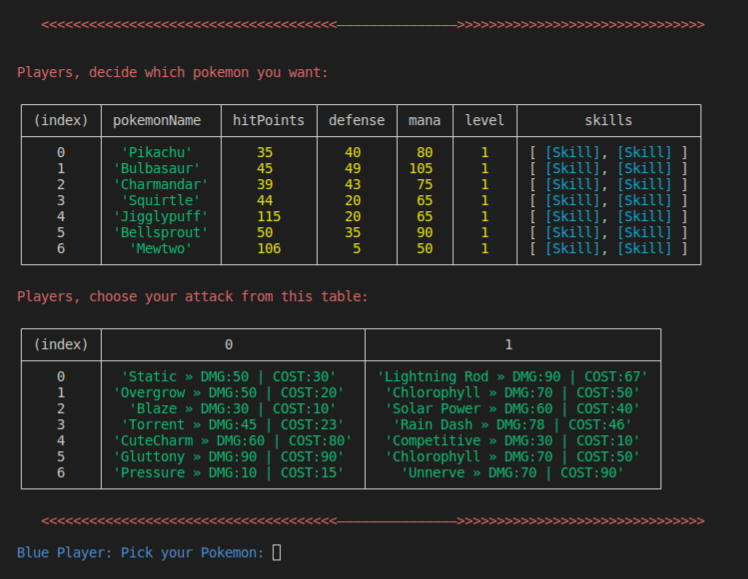 <<<<<<<<<<<<<<<<<<<<<<<<<<<<<<<<<<<<<———————————————>>>>>>>>>>>>>>>>>>>>>>>>>>>>>>>
Players, decide which pokemon you want:
(index) pokemonName hitPoints defense mana level skills
0 'Pikachu' 35 40 80 1 [ [Skill], [Skill] ]
1 'Bulbasaur' 45 49 105 1 [ [Skill], [Skill] ]
2 'Charmandar' 39 43 75 1 [ [Skill], [Skill] ]
3 'Squirtle' 44 20 65 1 [ [Skill], [Skill] ]
4 'Jigglypuff' 115 20 65 1 [ [Skill], [Skill] ]
5 'Bellsprout' 50 35 90 1 [ [Skill], [Skill] ]
6 'Mewtwo' 106 5 50 1 [ [Skill], [Skill] ]
Players, choose your attack from this table:
(index) 0 1
0 'Static » DMG:50 | COST:30' 'Lightning Rod » DMG:90 | COST:67'
1 'Overgrow » DMG:50 | COST:20' 'Chlorophyll » DMG:70 | COST:50'
2 'Blaze » DMG:30 | COST:10' 'Solar Power » DMG:60 | COST:40'
3 'Torrent » DMG:45 | COST:23' 'Rain Dash » DMG:78 | COST:46'
4 'CuteCharm » DMG:60 | COST:80' 'Competitive » DMG:30 | COST:10'
5 'Gluttony » DMG:90 | COST:90' 'Chlorophyll » DMG:70 | COST:50'
6 'Pressure » DMG:10 | COST:15' 'Unnerve » DMG:70 | COST:90'
<<<<<<<<<<<<<<<<<<<<<<<<<<<<<<<<<<<<<———————————————>>>>>>>>>>>>>>>>>>>>>>>>>>>>>>>
Blue Player: Pick your Pokemon: